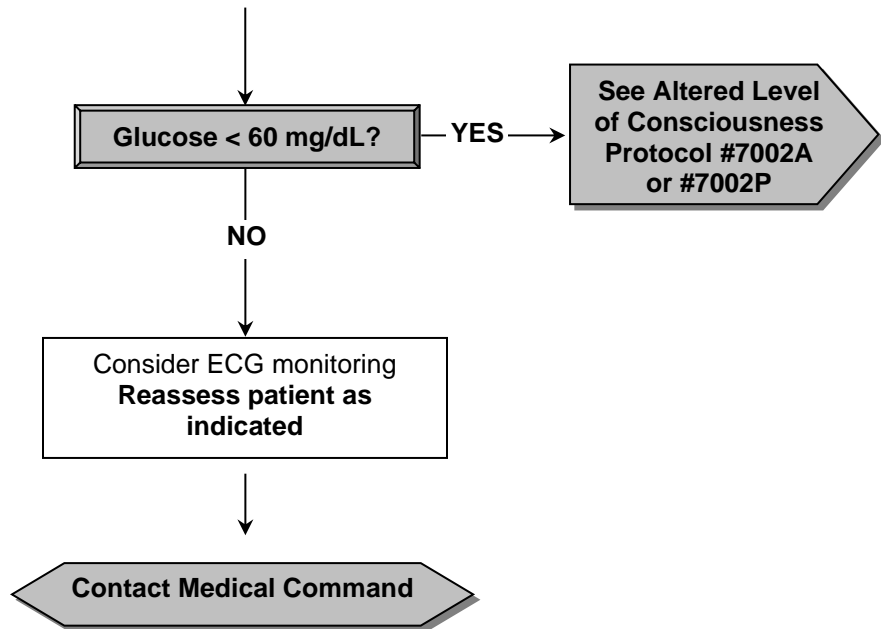 Glucose < 60 mg/dL?
YES
See Altered Level
of Consciousness
Protocol #7002A
or #7002P
NO
Consider ECG monitoring
Reassess patient as
indicated
Contact Medical Command